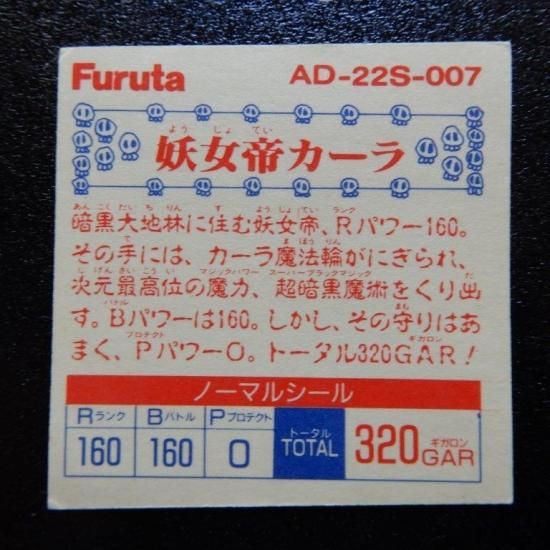 Furuta AD-22S-007
よう じょ てい
妖女帝カーラ
あん こく だい ち りん す よう じょ てい ランク
暗黒大地林に住む妖女帝、Rパワー160。
て ま ほう りん
その手には、カーラ魔法輪がにぎられ、
じ げん さい こう い マジックパワー スーパーブラックマジック だ
次元最高位の魔力、超暗黒魔術をくり出
バトル まも
す。Bパワーは160。しかし、その守りはあ
プロテクト ギガロン
まく、PパワーO。トータル320GAR!
ノーマルシール
Rランク Bバトル Pプロテクト トータル TOTAL 320 ギガロン GAR
160 160 0